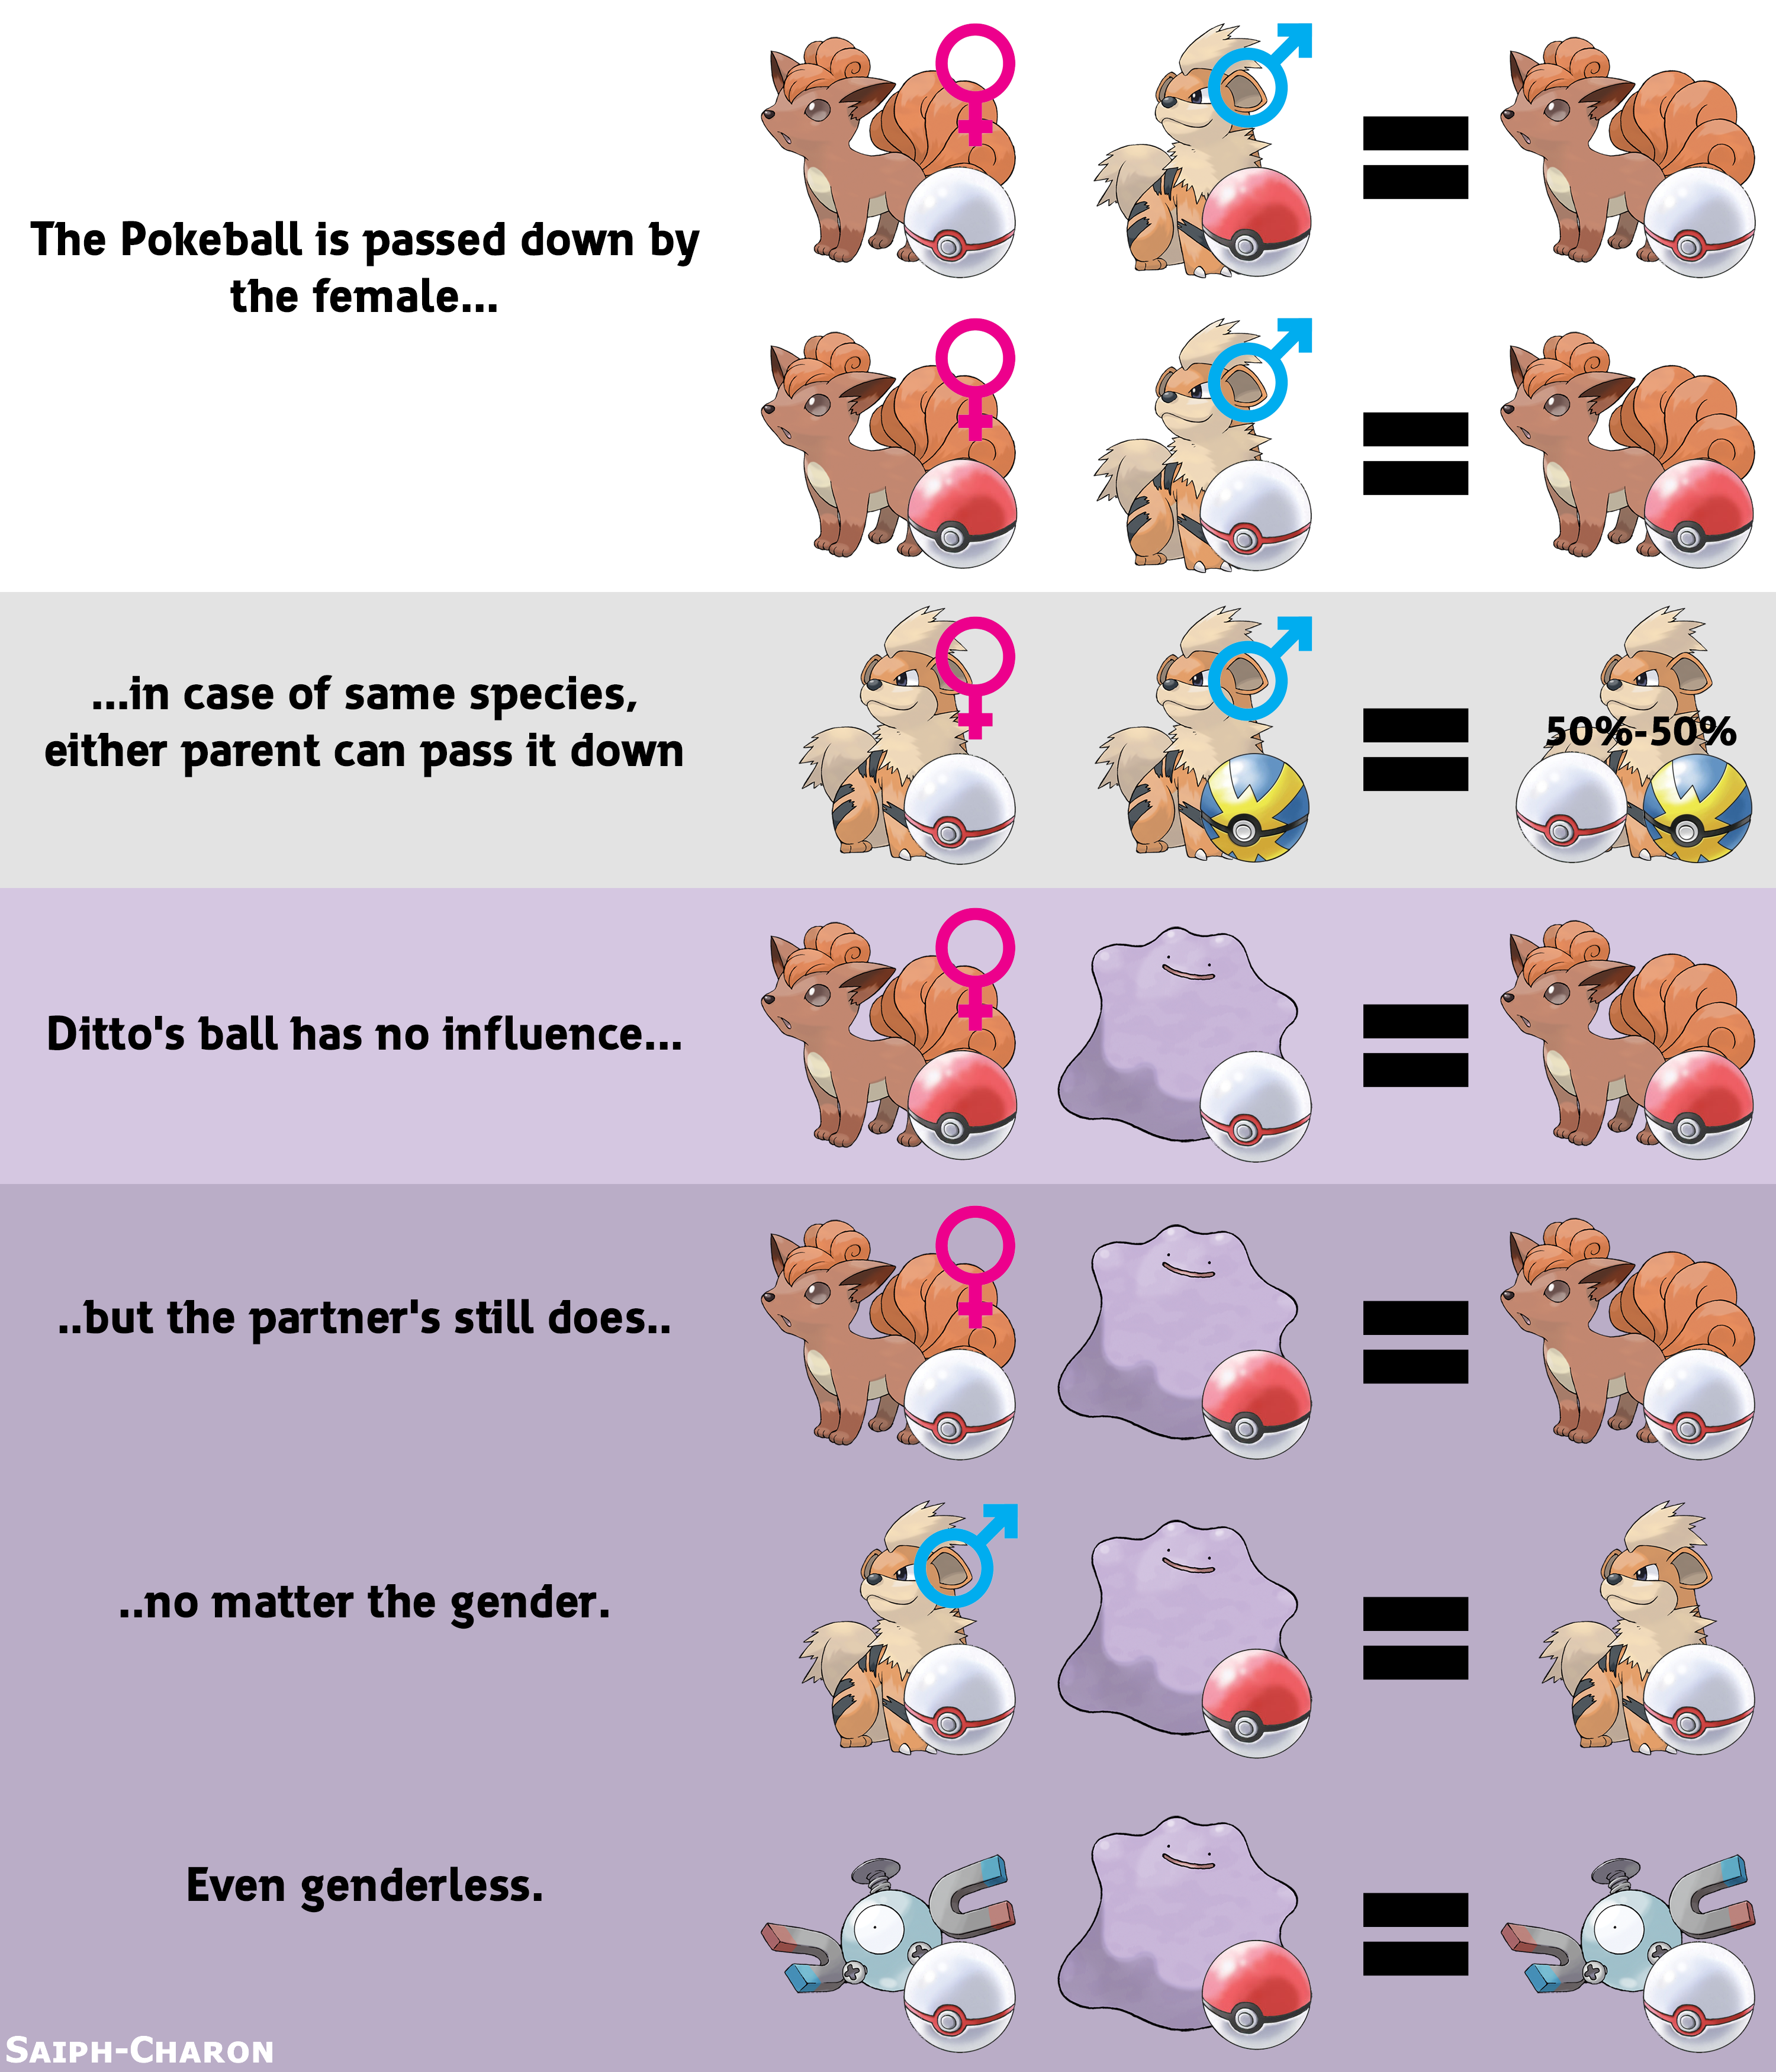 The Pokeball is passed down by
the female...
...in case of same species,
either parent can pass it down
50%-50%
Ditto's ball has no influence...
..but the partner's still does..
..no matter the gender.
Even genderless.
Saiph-Charon